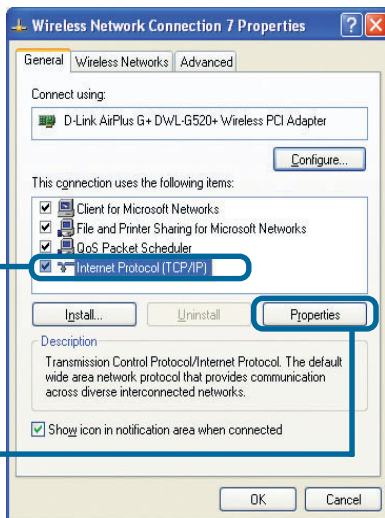 Wireless Network Connection 7 Properties
General Wireless Networks Advanced
Connect using:
D-Link AirPlus G+ DWL-G520+ Wireless PCI Adapter
Configure...
This connection uses the following items:
Client for Microsoft Networks
File and Printer Sharing for Microsoft Networks
QoS Packet Scheduler
Internet Protocol (TCP/IP)
Install... Uninstall Properties
Description
Transmission Control Protocol/Internet Protocol. The default
wide area network protocol that provides communication
across diverse interconnected networks.
Show icon in notification area when connected
OK Cancel